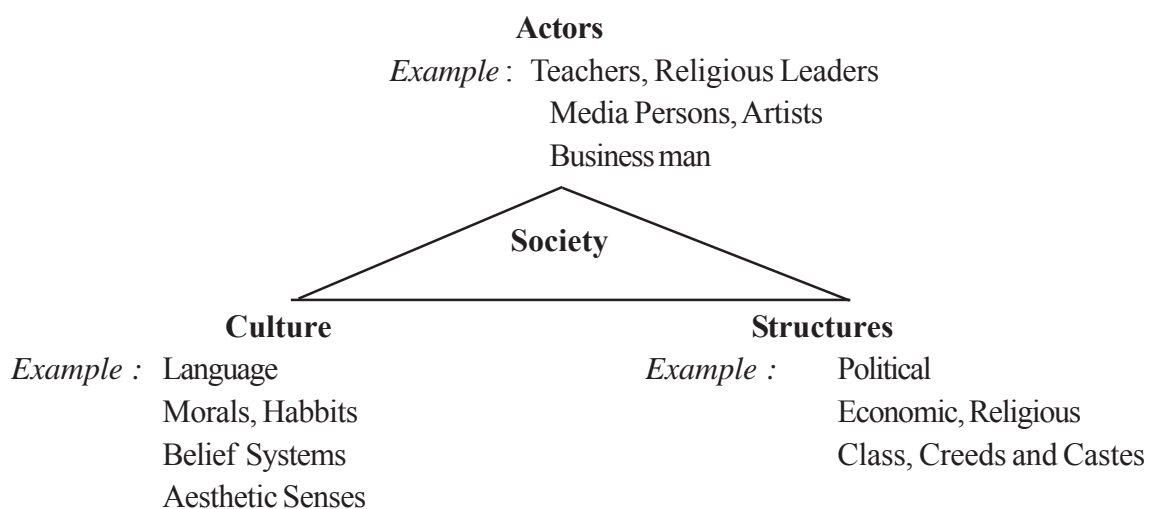 Actors
Example : Teachers, Religious Leaders
Media Persons, Artists
Business man
Society
Culture
Example : Language
Morals, Habbits
Belief Systems
Aesthetic Senses
Structures
Example : Political
Economic, Religious
Class, Creeds and Castes